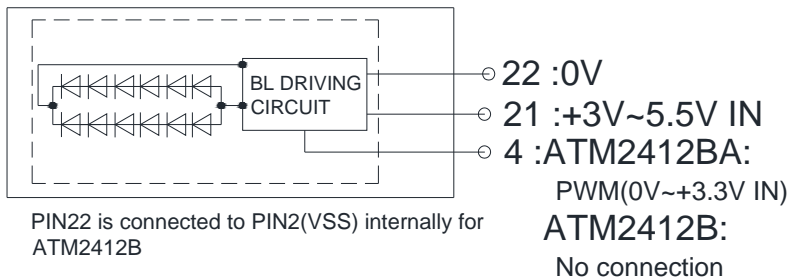 BL DRIVING
CIRCUIT
22 :0V
21 :+3V~5.5V IN
4 :ATM2412BA:
PWM(0V~+3.3V IN)
ATM2412B:
No connection
PIN22 is connected to PIN2(VSS) internally for
ATM2412B